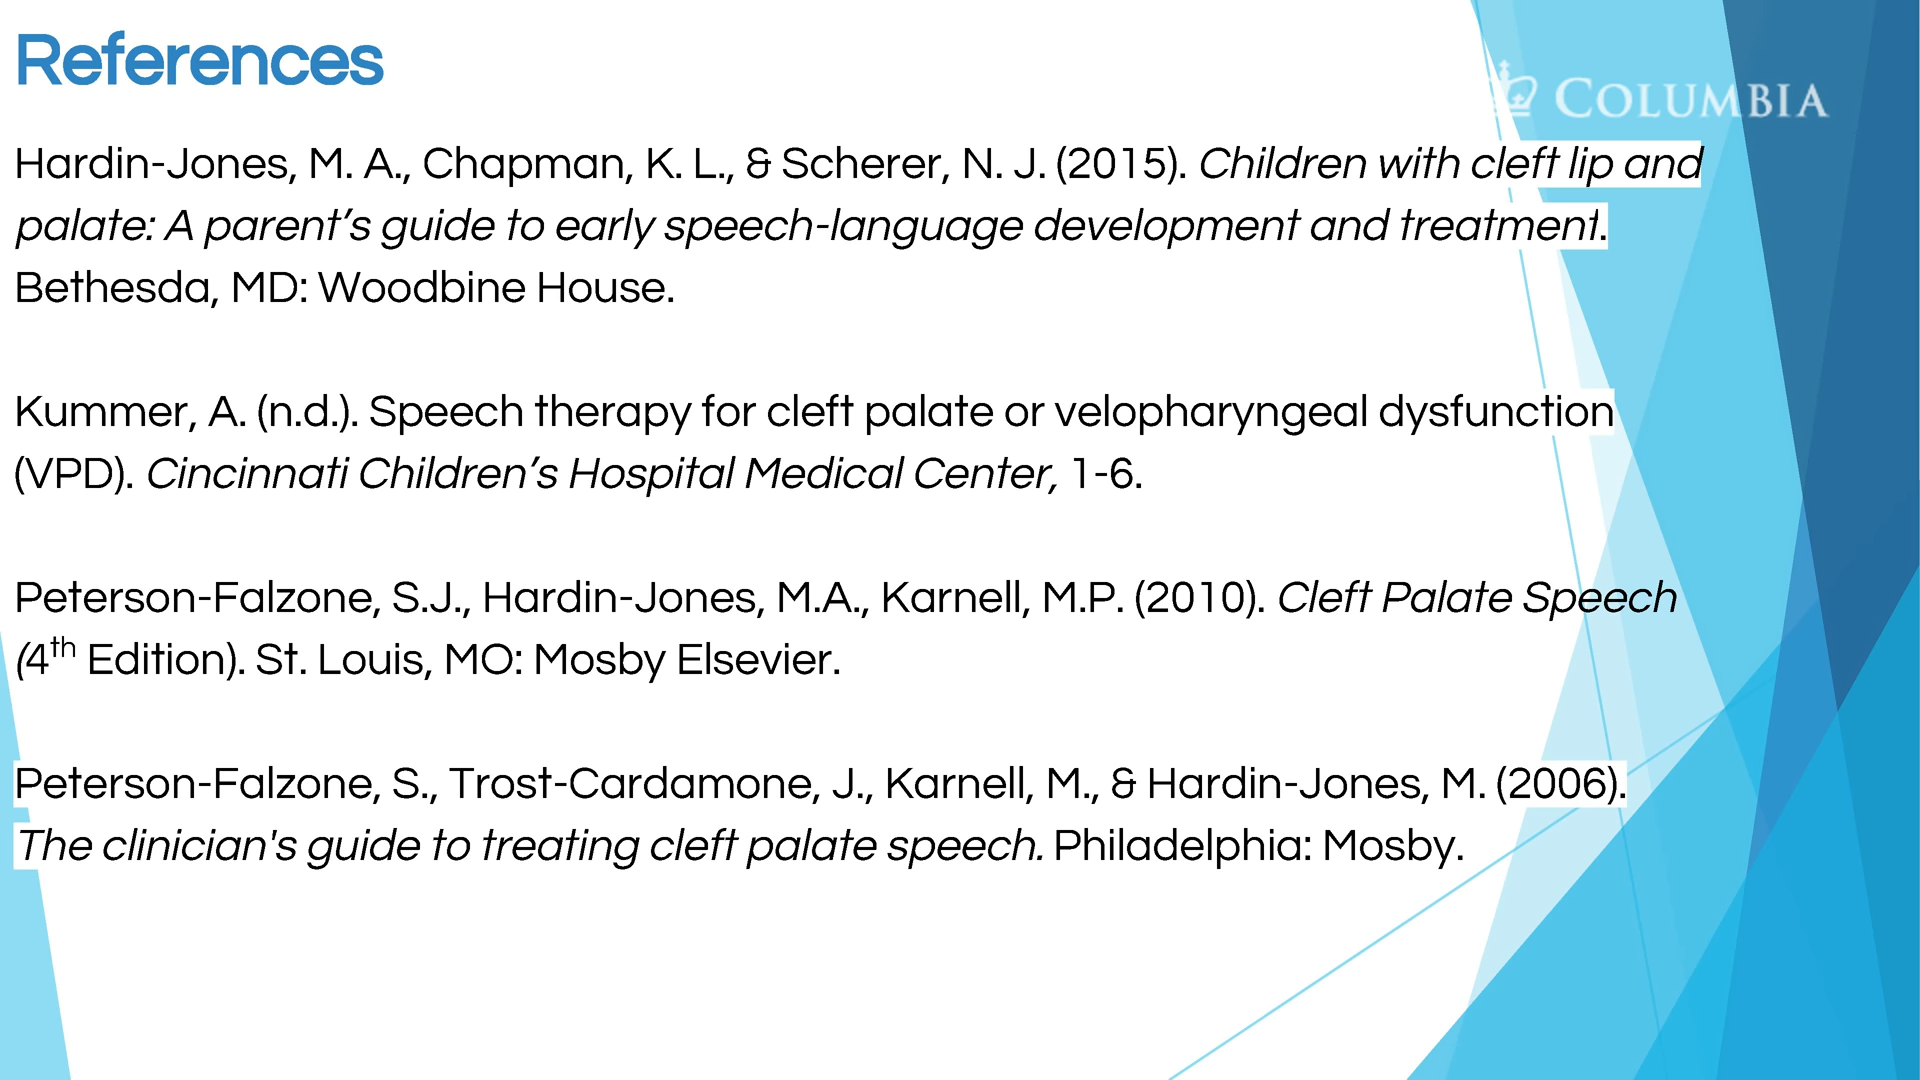 References
COLUMBIA
Hardin-Jones, M. A., Chapman, K. L., & Scherer, N. J. (2015). Children with cleft lip and
palate: A parent’s guide to early speech-language development and treatment.
Bethesda, MD: Woodbine House.
Kummer, A. (n.d.). Speech therapy for cleft palate or velopharyngeal dysfunction
(VPD). Cincinnati Children’s Hospital Medical Center, 1-6.
Peterson-Falzone, S.J., Hardin-Jones, M.A., Karnell, M.P. (2010). Cleft Palate Speech
(4th Edition). St. Louis, MO: Mosby Elsevier.
Peterson-Falzone, S., Trost-Cardamone, J., Karnell, M., & Hardin-Jones, M. (2006).
The clinician's guide to treating cleft palate speech. Philadelphia: Mosby.